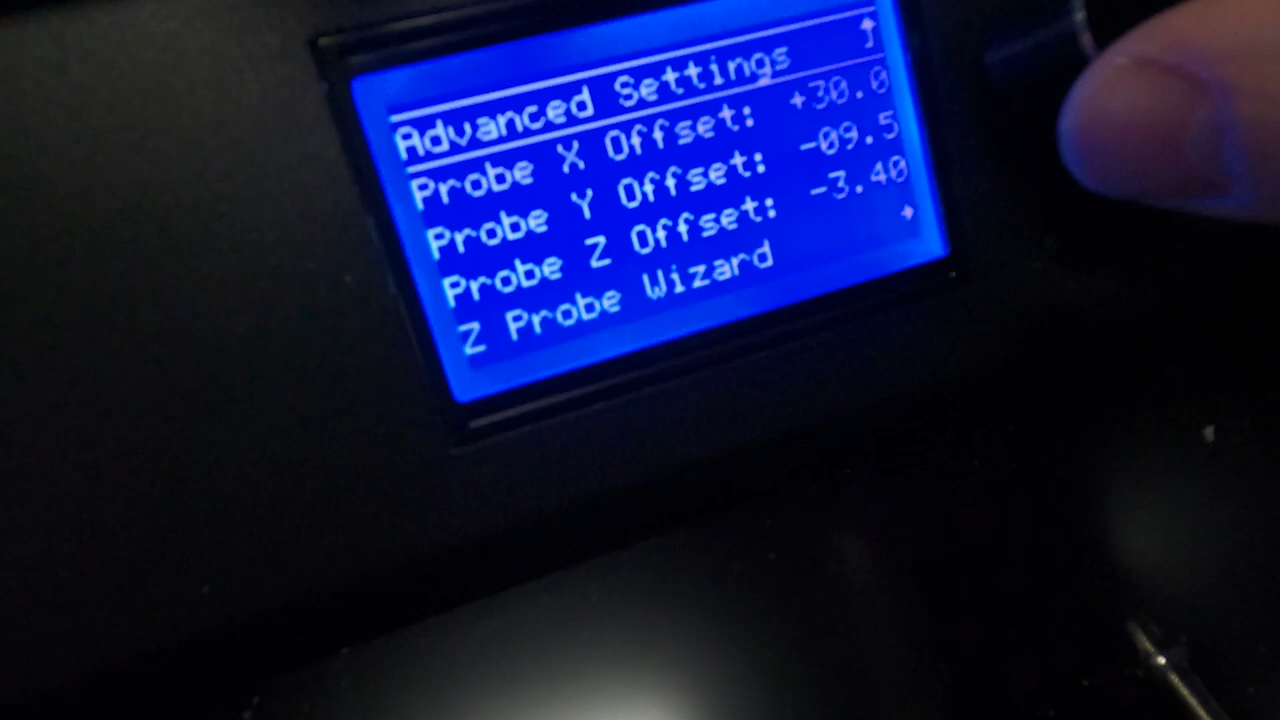 Advanced Settings
Probe X Offset: +30.0
Probe Y Offset: -09.5
Probe Z Offset: -3.40
Z Probe Wizard